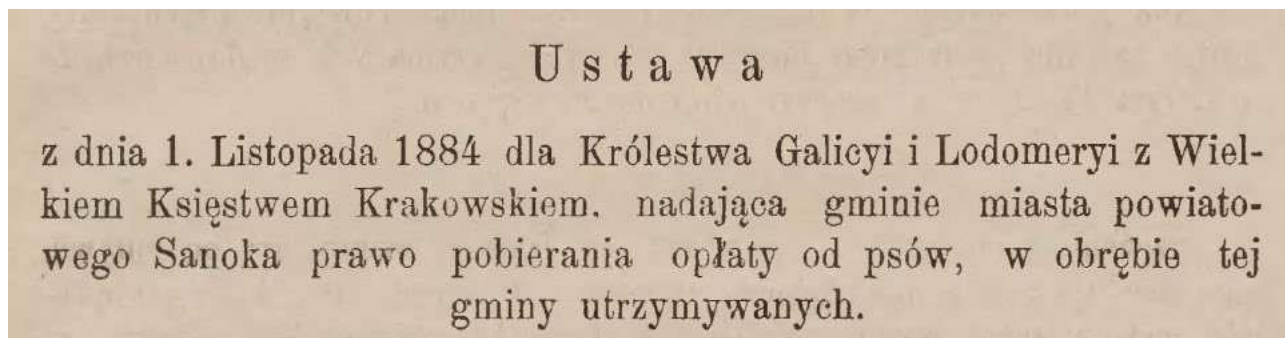 Ustawa
z dnia 1. Listopada 1884 dla Królestwa Galicyi i Lodomeryi z Wiel-
kiem Księstwem Krakowskiem. nadająca gminie miasta powiato-
wego Sanoka prawo pobierania opłaty od psów, w obrębie tej
gminy utrzymywanych.